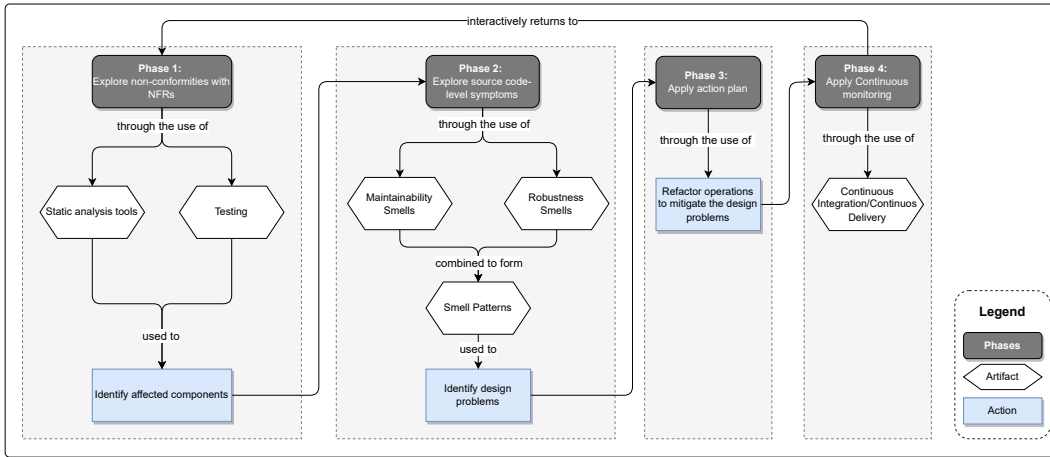 interactively returns to
Phase 1:
Explore non-conformities with
NFRs
through the use of
Static analysis tools
Testing
used to
Identify affected components
Phase 2:
Explore source code-
level symptoms
through the use of
Maintainability
Smells
Robustness
Smells
combined to form
Smell Patterns
used to
Identify design
problems
Phase 3:
Apply action plan
through the use of
Refactor operations
to mitigate the design
problems
Phase 4:
Apply Continuous
monitoring
through the use of
Continuous
Integration/Continuos
Delivery
Legend
Phases
Artifact
Action